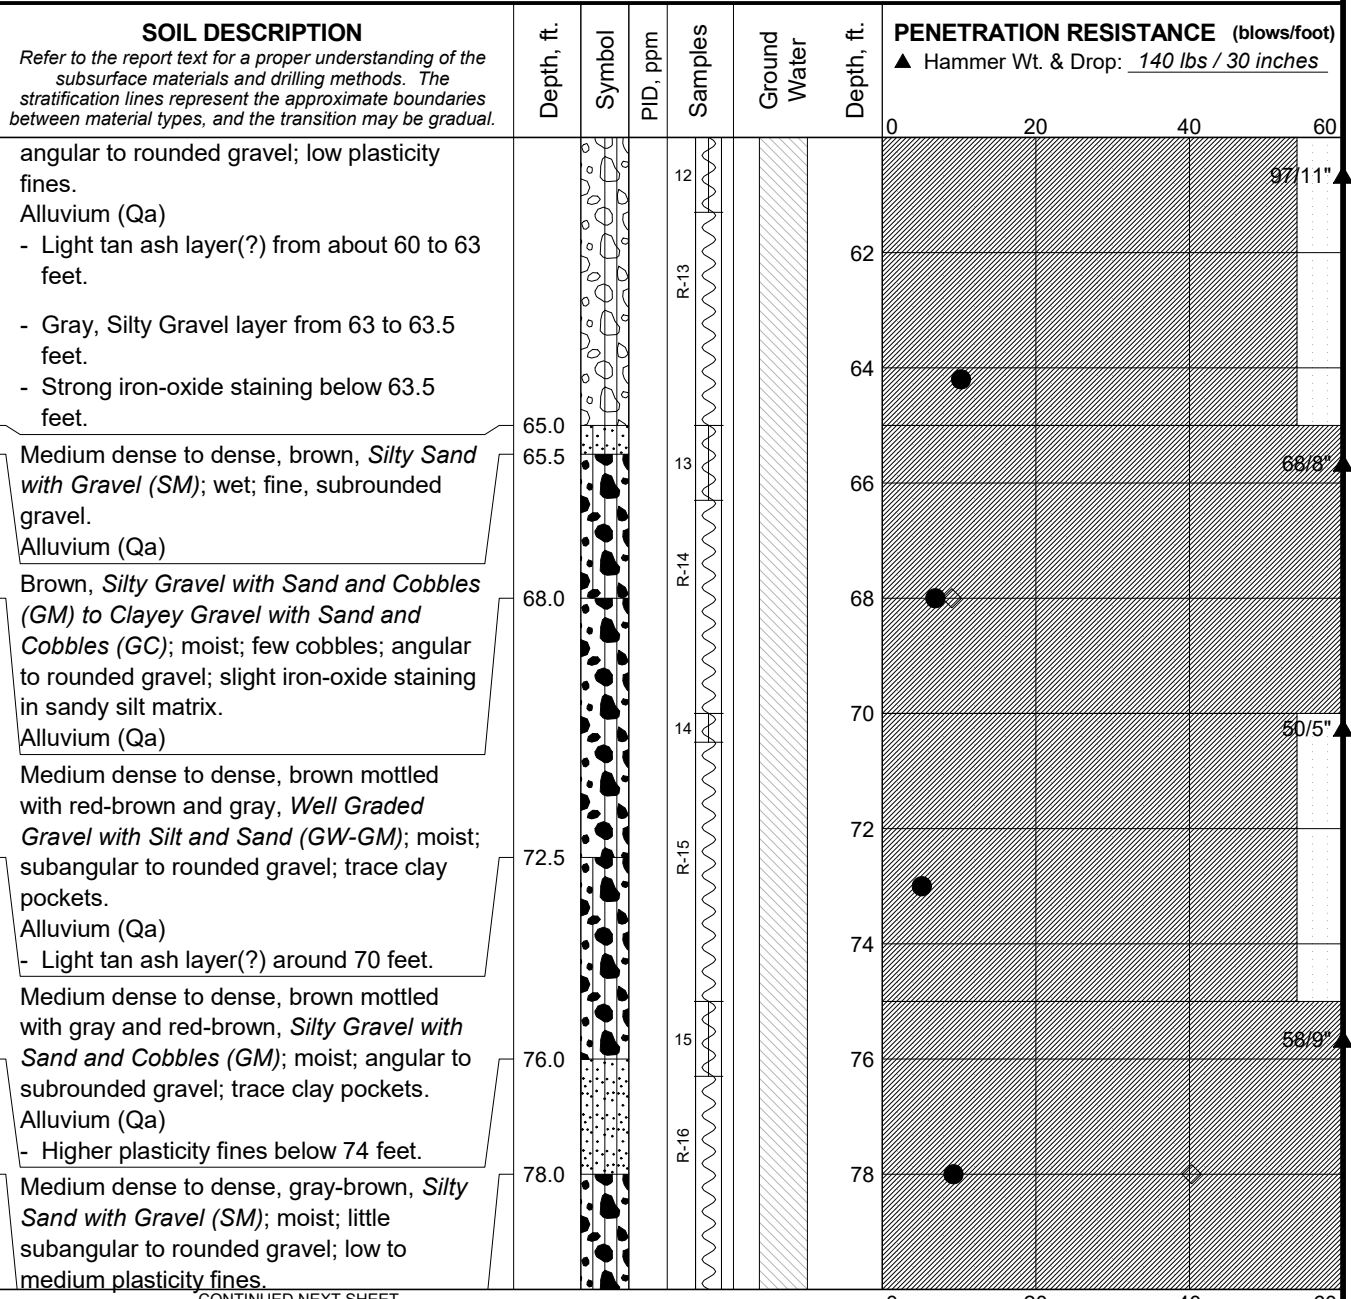 SOIL DESCRIPTION
Refer to the report text for a proper understanding of the
subsurface materials and drilling methods. The
stratification lines represent the approximate boundaries
between material types, and the transition may be gradual.
Depth, ft.
Symbol
PID, ppm
Samples
Ground
Water
Depth, ft.
PENETRATION RESISTANCE (blows/foot)
▲ Hammer Wt. & Drop: 140 lbs / 30 inches
0 20 40 60
angular to rounded gravel; low plasticity
fines.
Alluvium (Qa)
- Light tan ash layer(?) from about 60 to 63
feet.
- Gray, Silty Gravel layer from 63 to 63.5
feet.
- Strong iron-oxide staining below 63.5
feet.
Medium dense to dense, brown, Silty Sand
with Gravel (SM); wet; fine, subrounded
gravel.
Alluvium (Qa)
Brown, Silty Gravel with Sand and Cobbles
(GM) to Clayey Gravel with Sand and
Cobbles (GC); moist; few cobbles; angular
to rounded gravel; slight iron-oxide staining
in sandy silt matrix.
Alluvium (Qa)
Medium dense to dense, brown mottled
with red-brown and gray, Well Graded
Gravel with Silt and Sand (GW-GM); moist;
subangular to rounded gravel; trace clay
pockets.
Alluvium (Qa)
- Light tan ash layer(?) around 70 feet.
Medium dense to dense, brown mottled
with gray and red-brown, Silty Gravel with
Sand and Cobbles (GM); moist; angular to
subrounded gravel; trace clay pockets.
Alluvium (Qa)
- Higher plasticity fines below 74 feet.
Medium dense to dense, gray-brown, Silty
Sand with Gravel (SM); moist; little
subangular to rounded gravel; low to
medium plasticity fines.
CONTINUED NEXT SHEET
65.0
65.5
68.0
72.5
76.0
78.0
12
R-13
13
R-14
14
R-15
15
R-16
62
64
66
68
70
72
74
76
78
97/11"
68/8"
50/5"
58/9"
0 20 40 60